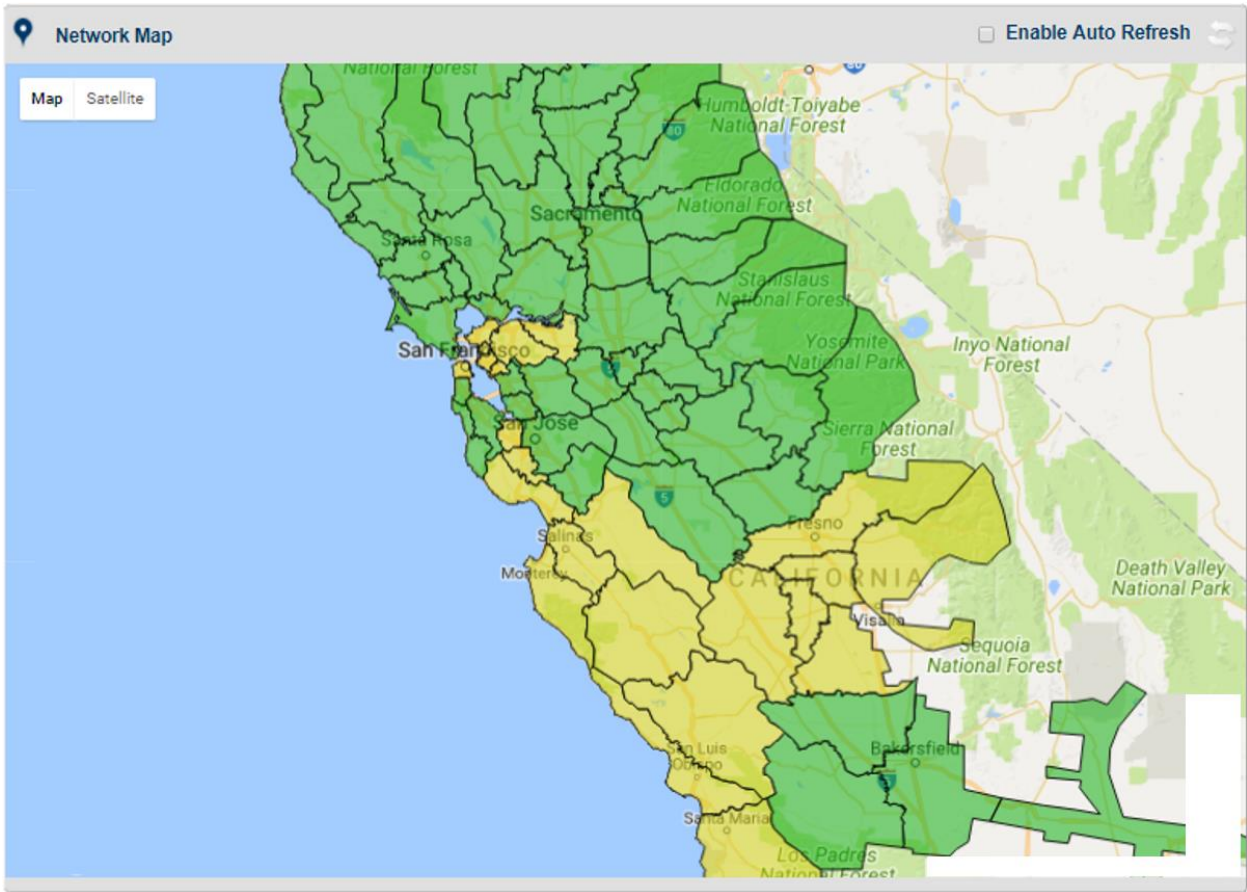 Network Map
Enable Auto Refresh
Map
Satellite
National Forest
80
Humboldt-Toiyabe
National Forest
80
Eldorado
National Forest
Sacramento
Santa Rosa
Stanislaus
National Forest
San Francisco
Yosemite
National Park
Inyo National
Forest
San Jose
Sierra National
Forest
5
Fresno
Salinas
Monterey
CALIFORNIA
Death Valley
National Park
Visalia
Sequoia
National Forest
San Luis
Obispo
Bakersfield
Santa Maria
Los Padres
National Forest